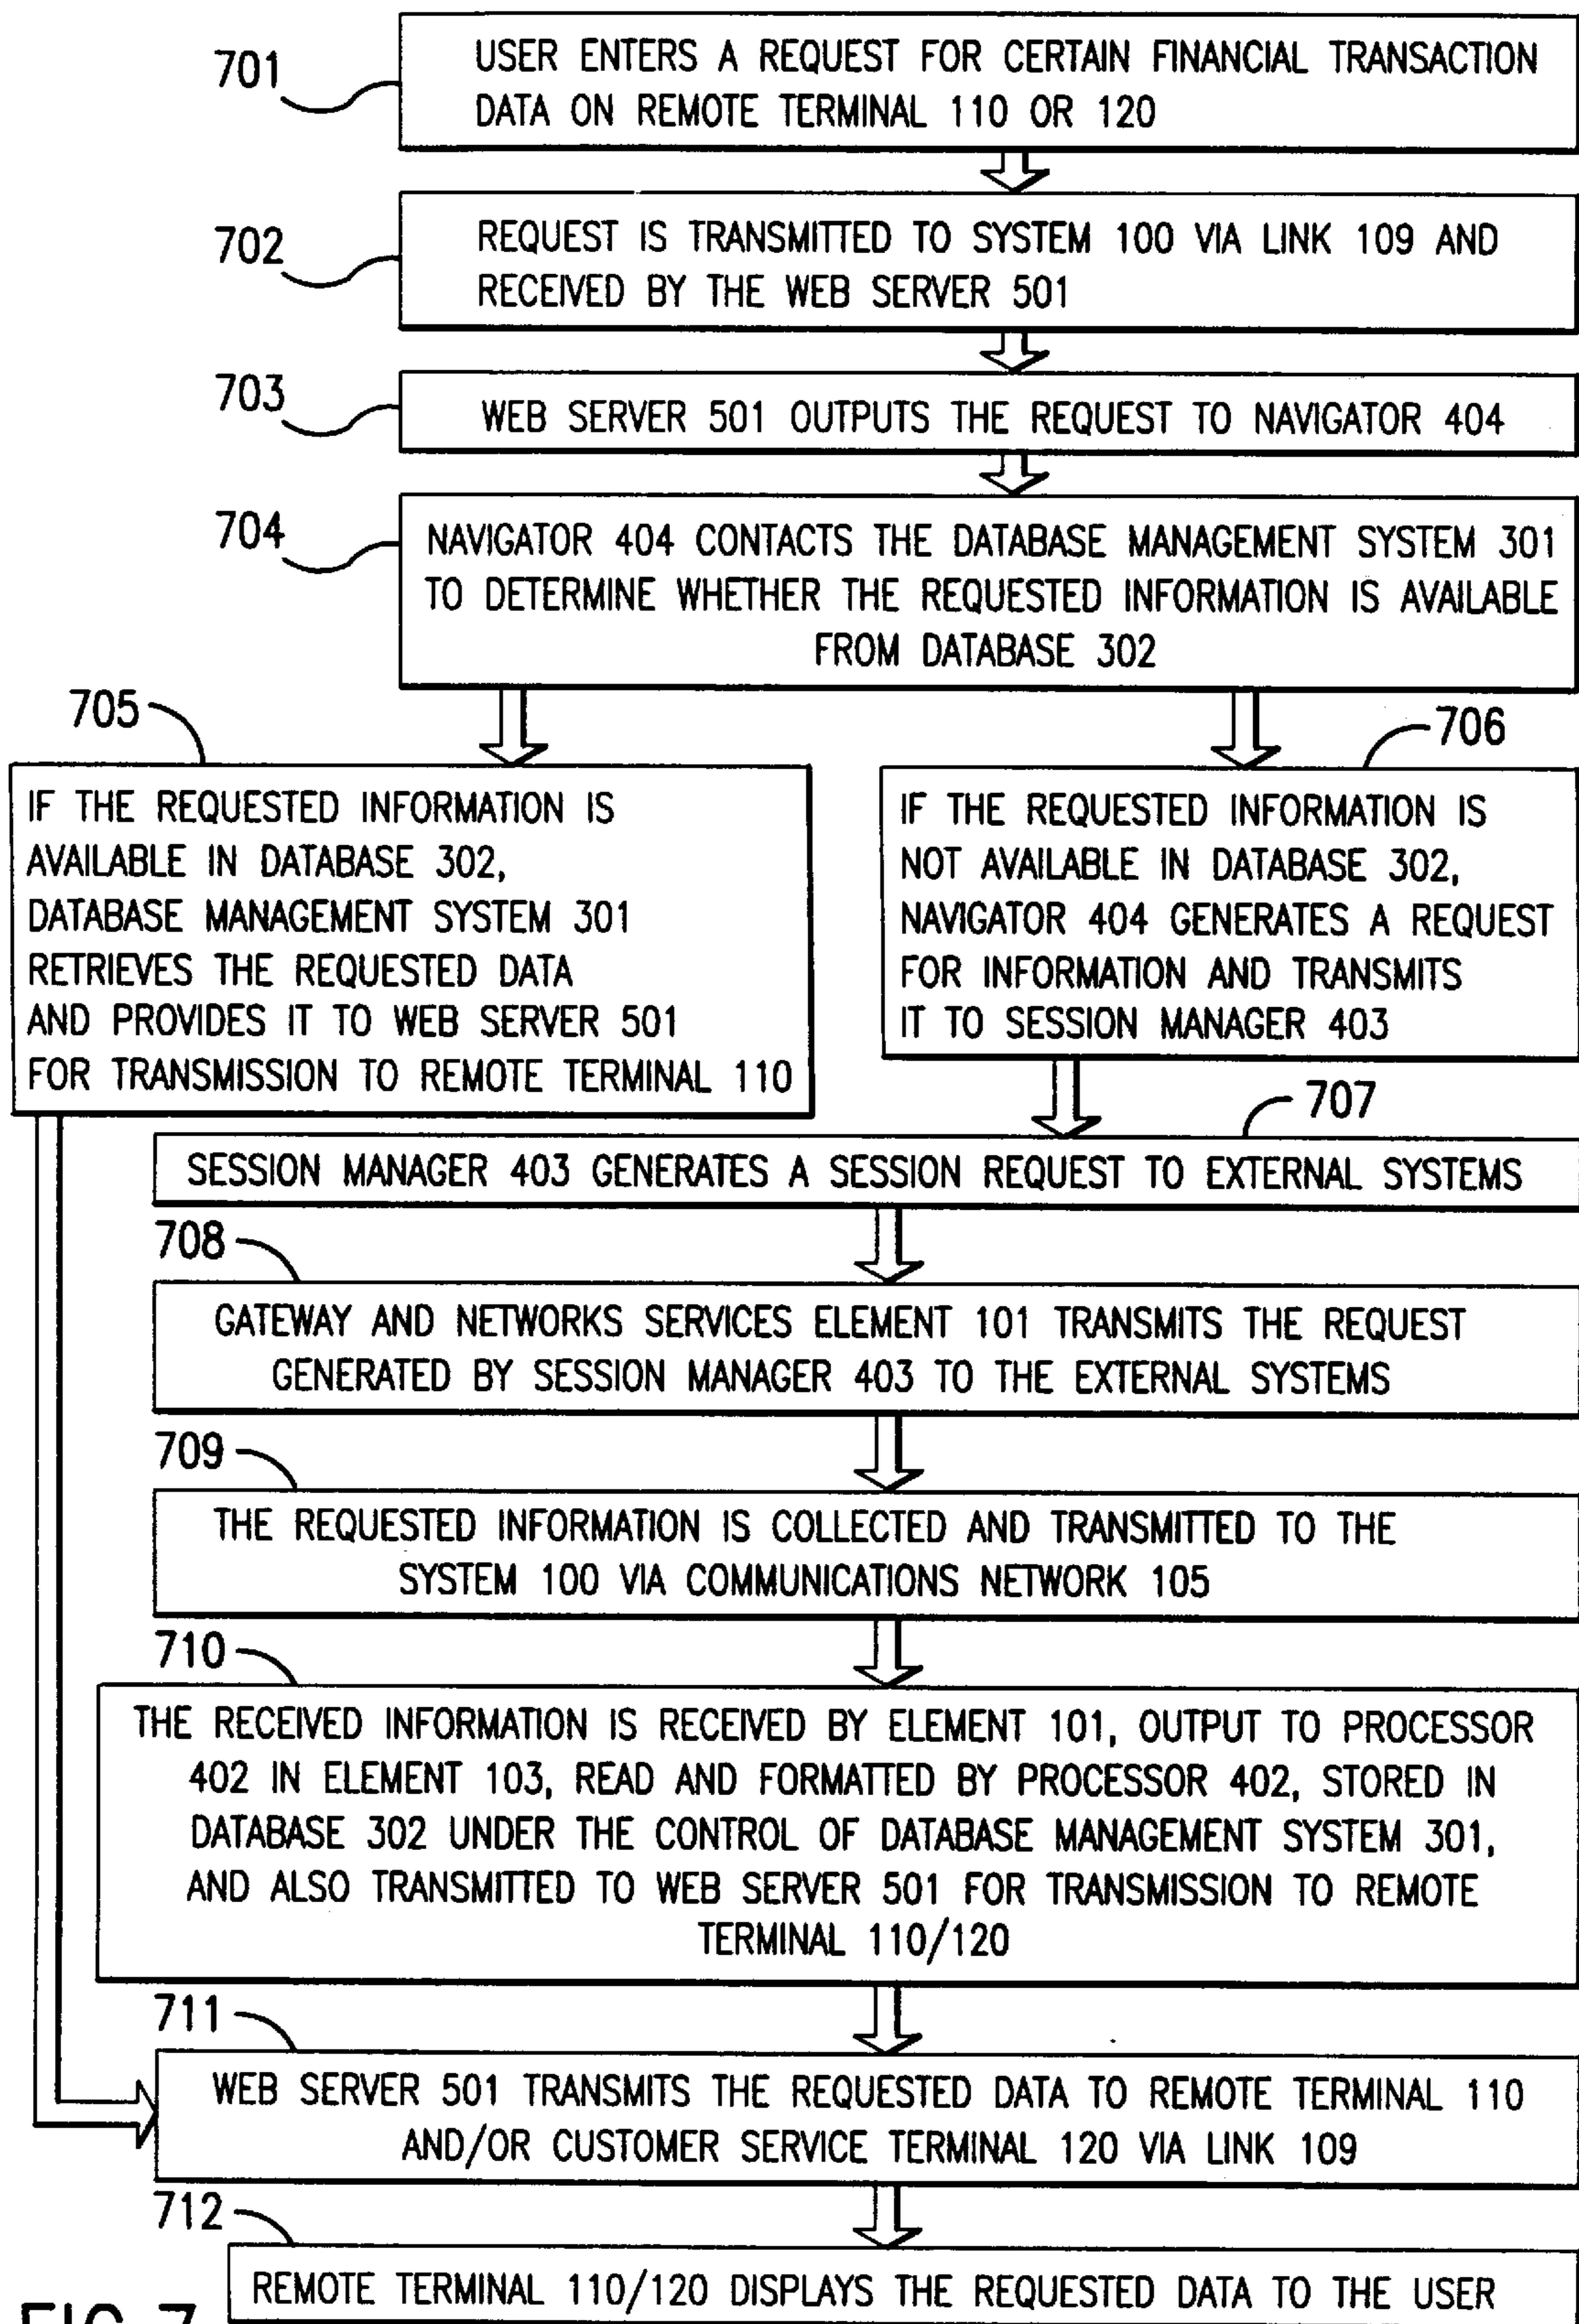 701
USER ENTERS A REQUEST FOR CERTAIN FINANCIAL TRANSACTION
DATA ON REMOTE TERMINAL 110 OR 120
702
REQUEST IS TRANSMITTED TO SYSTEM 100 VIA LINK 109 AND
RECEIVED BY THE WEB SERVER 501
703
WEB SERVER 501 OUTPUTS THE REQUEST TO NAVIGATOR 404
704
NAVIGATOR 404 CONTACTS THE DATABASE MANAGEMENT SYSTEM 301
TO DETERMINE WHETHER THE REQUESTED INFORMATION IS AVAILABLE
FROM DATABASE 302
705
IF THE REQUESTED INFORMATION IS
AVAILABLE IN DATABASE 302,
DATABASE MANAGEMENT SYSTEM 301
RETRIEVES THE REQUESTED DATA
AND PROVIDES IT TO WEB SERVER 501
FOR TRANSMISSION TO REMOTE TERMINAL 110
706
IF THE REQUESTED INFORMATION IS
NOT AVAILABLE IN DATABASE 302,
NAVIGATOR 404 GENERATES A REQUEST
FOR INFORMATION AND TRANSMITS
IT TO SESSION MANAGER 403
707
SESSION MANAGER 403 GENERATES A SESSION REQUEST TO EXTERNAL SYSTEMS
708
GATEWAY AND NETWORKS SERVICES ELEMENT 101 TRANSMITS THE REQUEST
GENERATED BY SESSION MANAGER 403 TO THE EXTERNAL SYSTEMS
709
THE REQUESTED INFORMATION IS COLLECTED AND TRANSMITTED TO THE
SYSTEM 100 VIA COMMUNICATIONS NETWORK 105
710
THE RECEIVED INFORMATION IS RECEIVED BY ELEMENT 101, OUTPUT TO PROCESSOR
402 IN ELEMENT 103, READ AND FORMATTED BY PROCESSOR 402, STORED IN
DATABASE 302 UNDER THE CONTROL OF DATABASE MANAGEMENT SYSTEM 301,
AND ALSO TRANSMITTED TO WEB SERVER 501 FOR TRANSMISSION TO REMOTE
TERMINAL 110/120
711
WEB SERVER 501 TRANSMITS THE REQUESTED DATA TO REMOTE TERMINAL 110
AND/OR CUSTOMER SERVICE TERMINAL 120 VIA LINK 109
712
REMOTE TERMINAL 110/120 DISPLAYS THE REQUESTED DATA TO THE USER
FIG.7